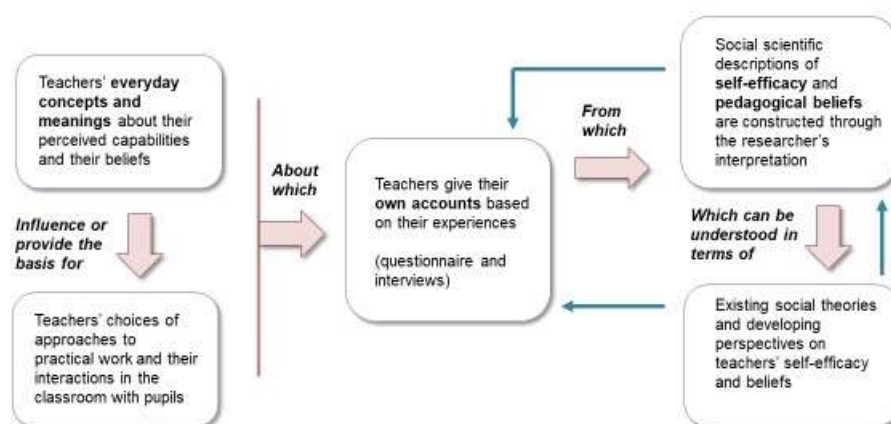 Teachers' everyday
concepts and
meanings about their
perceived capabilities
and their beliefs
Influence or
provide the
basis for
Teachers' choices of
approaches to
practical work and their
interactions in the
classroom with pupils
About
which
Teachers give their
own accounts based
on their experiences
(questionnaire and
interviews)
From
which
Social scientific
descriptions of
self-efficacy and
pedagogical beliefs
are constructed through
the researcher's
interpretation
Which can be
understood in
terms of
Existing social theories
and developing
perspectives on
teachers' self-efficacy
and beliefs